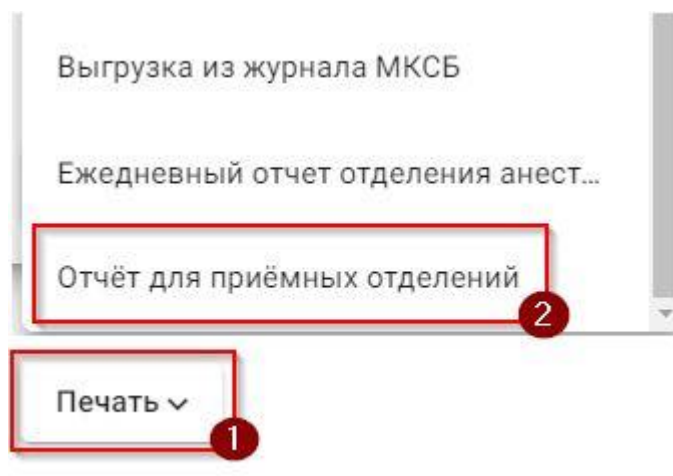 Выгрузка из журнала МКСБ
Ежедневный отчет отделения анест...
Отчёт для приёмных отделений
2
Печать
1